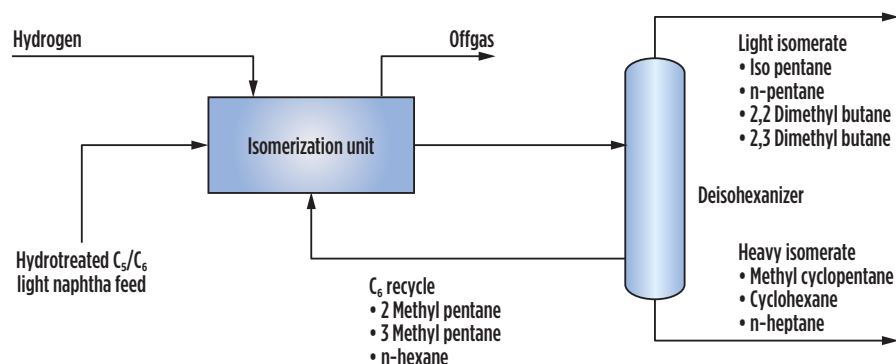 Hydrogen
Offgas
Isomerization unit
Hydrotreated C₅/C₆
light naphtha feed
C₆ recycle
• 2 Methyl pentane
• 3 Methyl pentane
• n-hexane
Light isomerate
• Iso pentane
• n-pentane
• 2,2 Dimethyl butane
• 2,3 Dimethyl butane
Deisohexanizer
Heavy isomerate
• Methyl cyclopentane
• Cyclohexane
• n-heptane